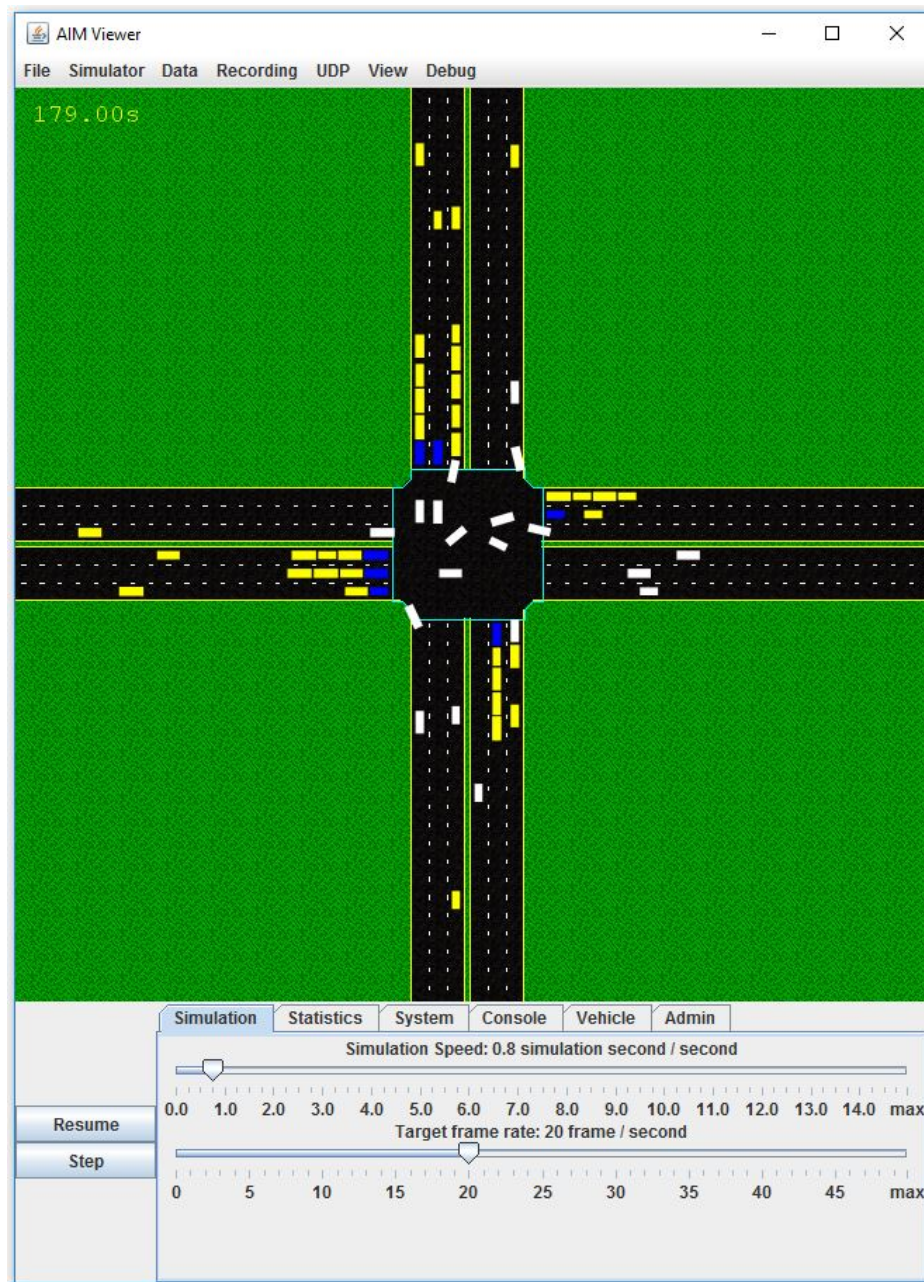 AIM Viewer
File Simulator Data Recording UDP View Debug
179.00s
Simulation Statistics System Console Vehicle Admin
Simulation Speed: 0.8 simulation second / second
0.0 1.0 2.0 3.0 4.0 5.0 6.0 7.0 8.0 9.0 10.0 11.0 12.0 13.0 14.0 max
Resume
Target frame rate: 20 frame / second
Step
0 5 10 15 20 25 30 35 40 45 max